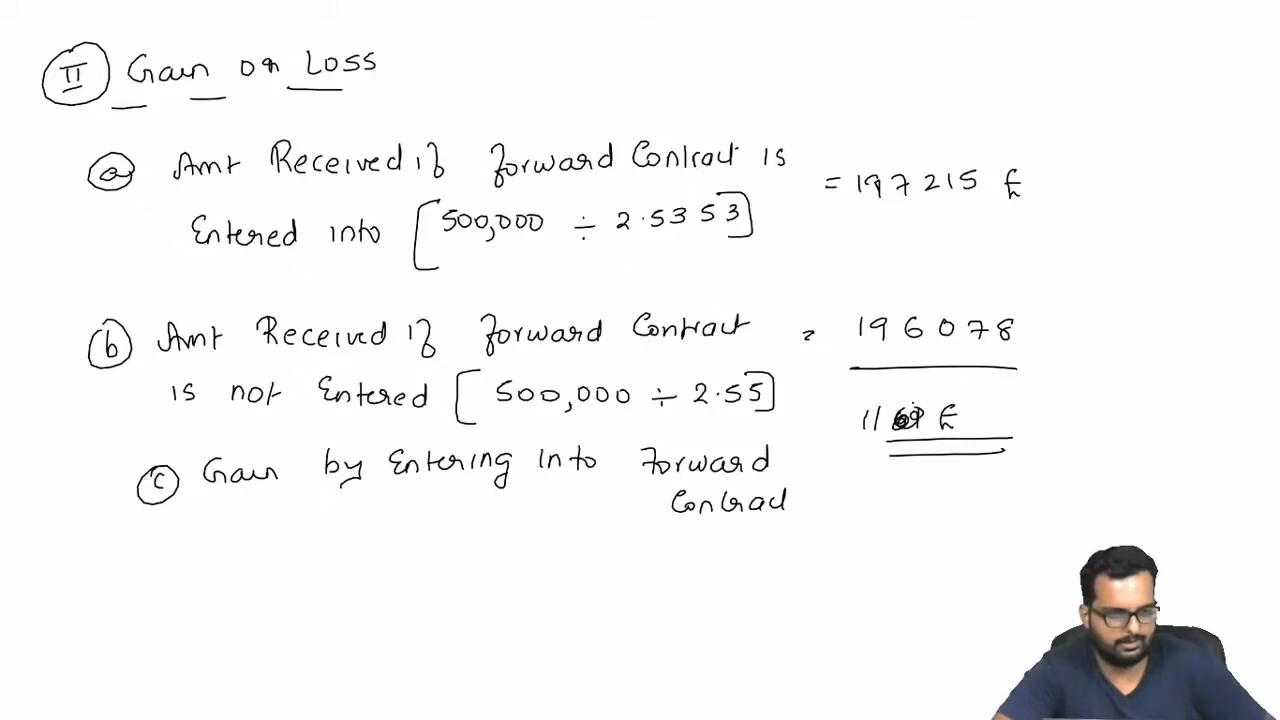 II Gain or Loss
a Amt Received if forward Contract is
Entered into [500,000 ÷ 2.5353] = 197215 £
b Amt Received if forward Contract = 196078
is not Entered [500,000 ÷ 2.55]
11 £
c Gain by Entering into Forward
Contract